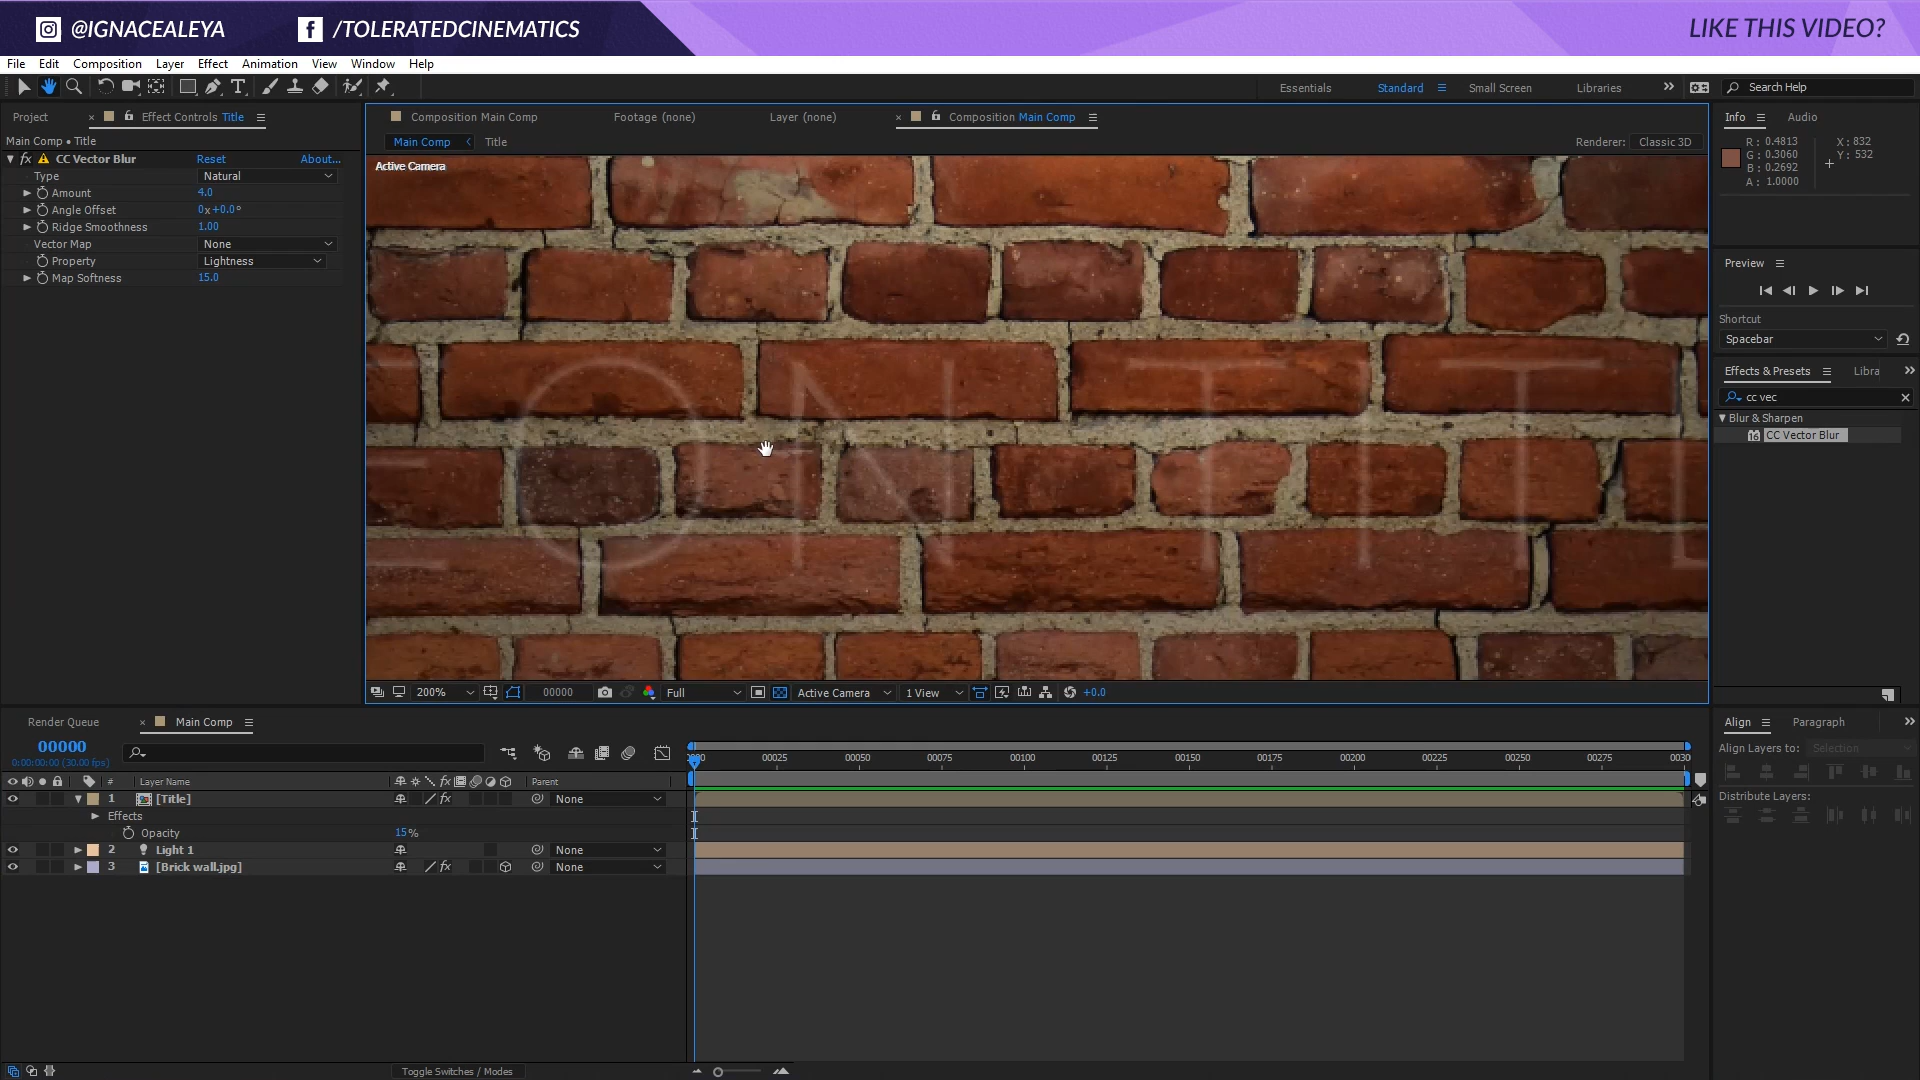 @IGNACEALEYA
/TOLERATEDCINEMATICS
LIKE THIS VIDEO?
File Edit Composition Layer Effect Animation View Window Help
Essentials Standard Small Screen Libraries Search Help
Project Effect Controls Title
Main Comp • Title
fx CC Vector Blur Reset About...
Type Natural
Amount 4.0
Angle Offset 0x+0.0°
Ridge Smoothness 1.00
Vector Map None
Property Lightness
Map Softness 15.0
Composition Main Comp Footage (none) Layer (none) Composition Main Comp
Main Comp Title Renderer: Classic 3D
Active Camera
ON TITL
200% 00000 Full Active Camera 1 View +0.0
Info Audio
R: 0.4813 X: 832
G: 0.3060 Y: 532
B: 0.2692
A: 1.0000
Preview
Shortcut
Spacebar
Effects & Presets Libra
cc vec
Blur & Sharpen
CC Vector Blur
Align Paragraph
Align Layers to: Selection
Distribute Layers:
Render Queue Main Comp
00000
0:00:00:00 (30.00 fps)
00025 00050 00075 00100 00125 00150 00175 00200 00225 00250 00275 0030
# Layer Name fx Parent
1 [Title] fx None
Effects
Opacity 15%
2 Light 1 None
3 [Brick wall.jpg] fx None
Toggle Switches / Modes